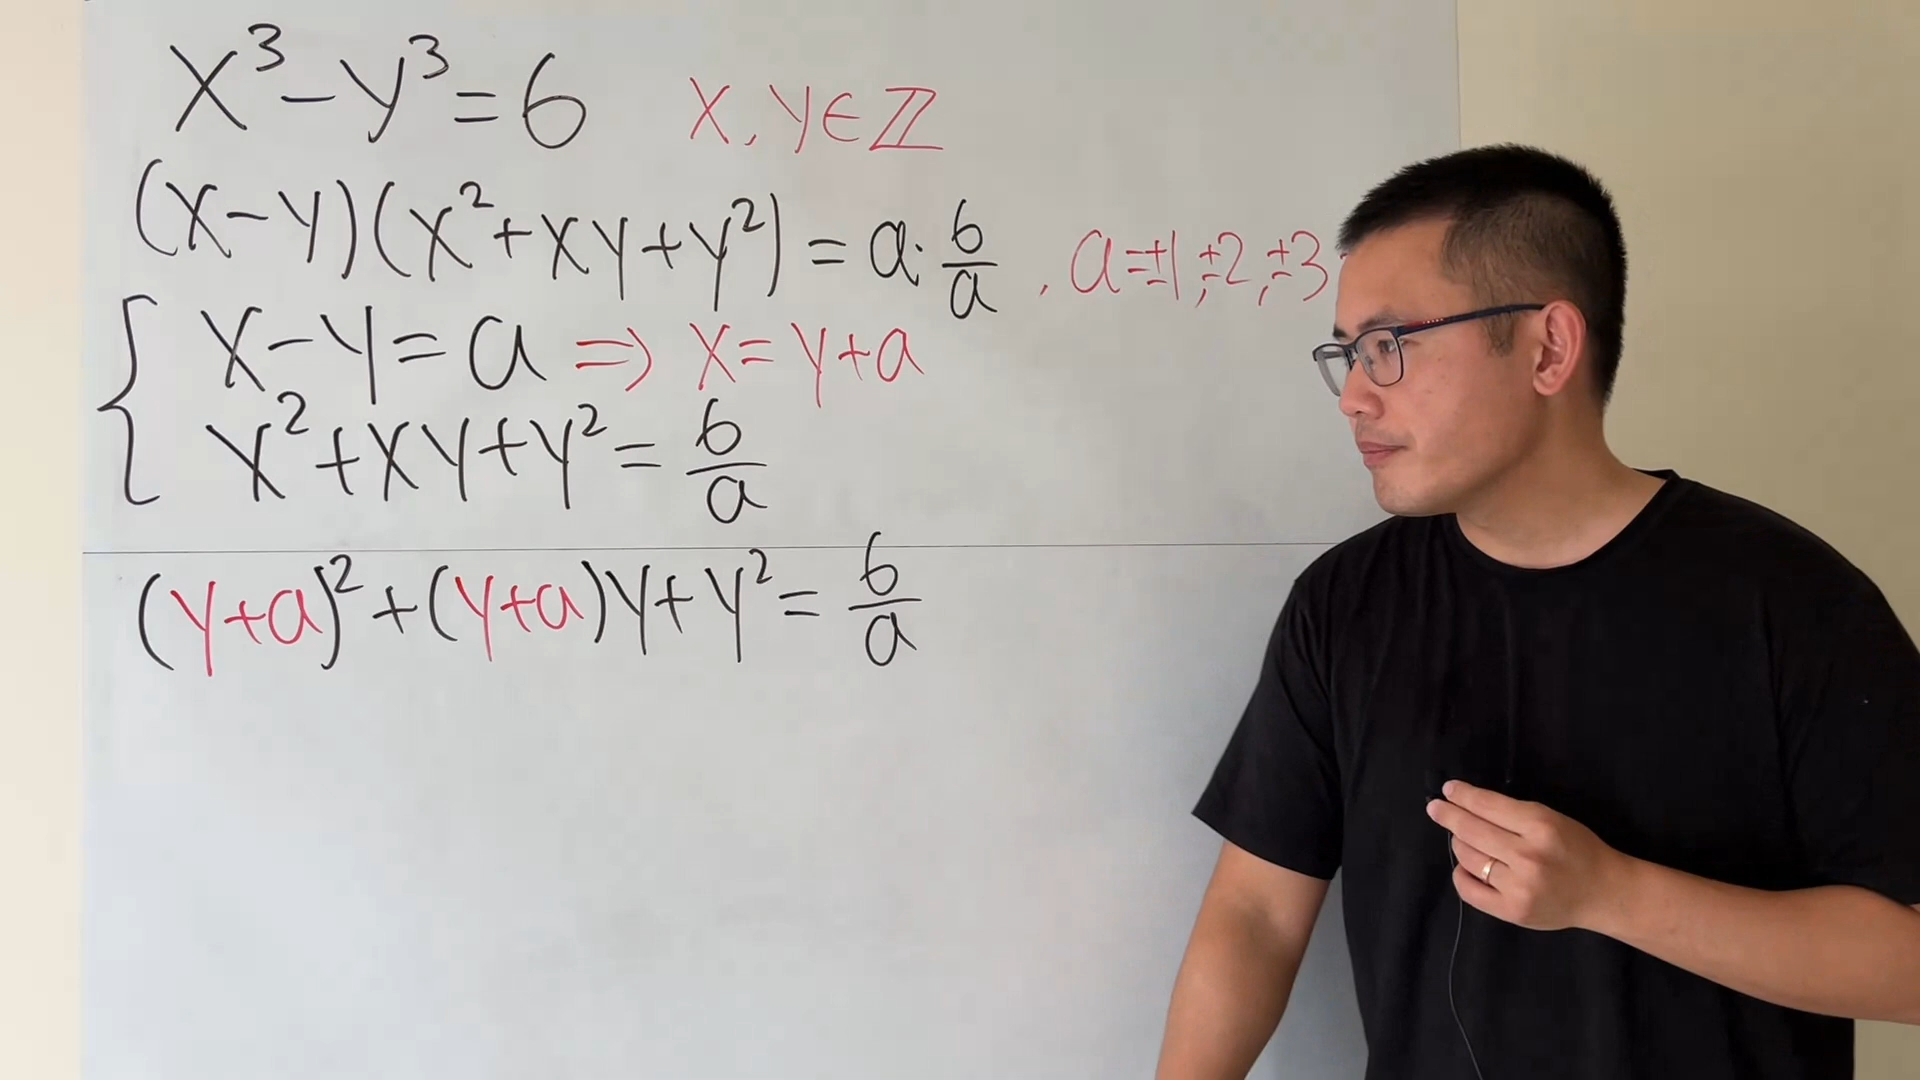 x³-y³=6 x, y∈ℤ
(x-y)(x²+xy+y²)=a·6/a , a=±1,±2,±3
x-y=a ⇒ x=y+a
x²+xy+y²=6/a
(y+a)²+(y+a)y+y²=6/a